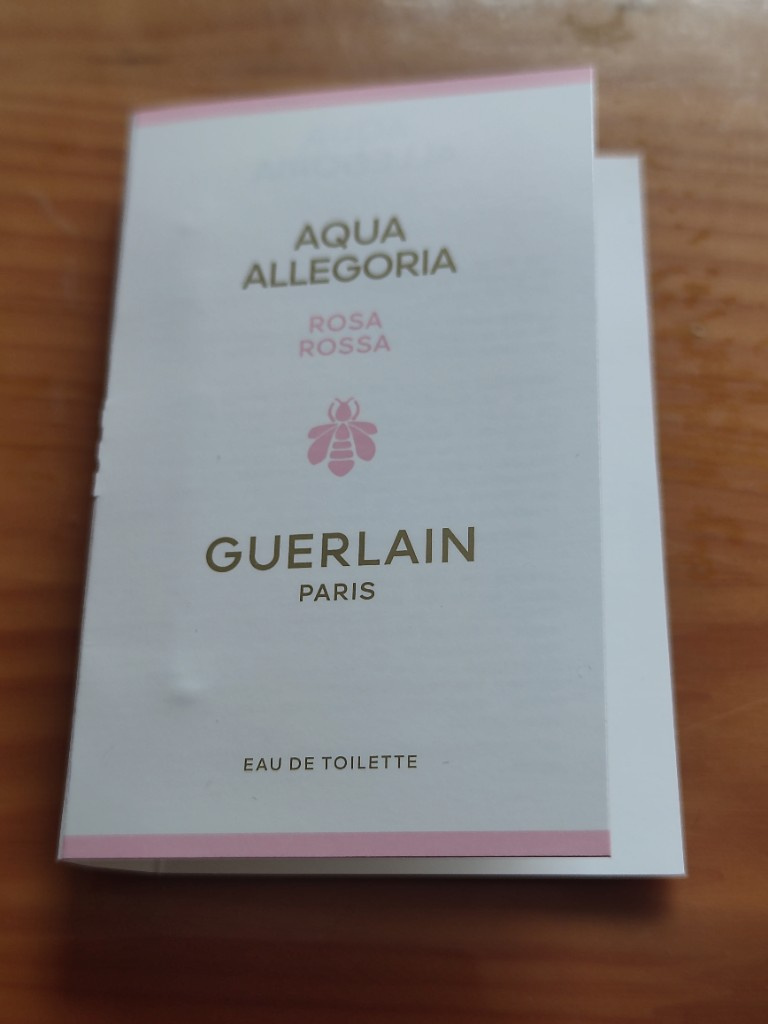 AQUA
ALLEGORIA
ROSA
ROSSA
GUERLAIN
PARIS
EAU DE TOILETTE